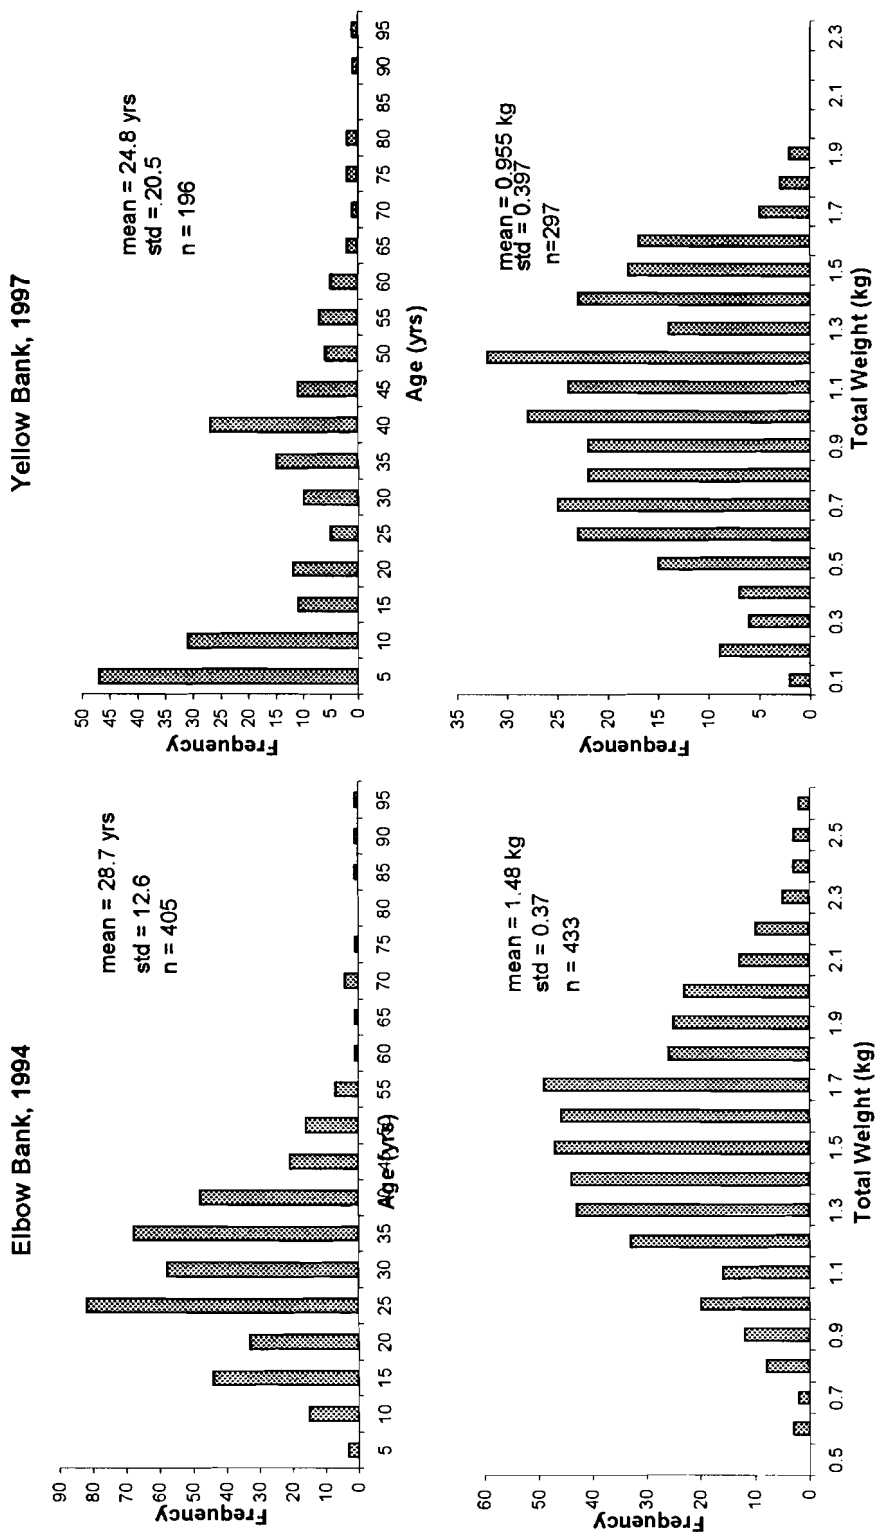 Elbow Bank, 1994
Frequency
90
80
70
60
50
40
30
20
10
0
mean = 28.7 yrs
std = 12.6
n = 405
5 10 15 20 25 30 35 55 60 65 70 75 80 85 90 95
Age (yrs)
Frequency
60
50
40
30
20
10
0
mean = 1.48 kg
std = 0.37
n = 433
0.5 0.7 0.9 1.1 1.3 1.5 1.7 1.9 2.1 2.3 2.5
Total Weight (kg)
Yellow Bank, 1997
Frequency
50
45
40
35
30
25
20
15
10
5
0
mean = 24.8 yrs
std = 20.5
n = 196
5 10 15 20 25 30 35 40 45 50 55 60 65 70 75 80 85 90 95
Age (yrs)
Frequency
35
30
25
20
15
10
5
0
mean = 0.955 kg
std = 0.397
n=297
0.1 0.3 0.5 0.7 0.9 1.1 1.3 1.5 1.7 1.9 2.1 2.3
Total Weight (kg)